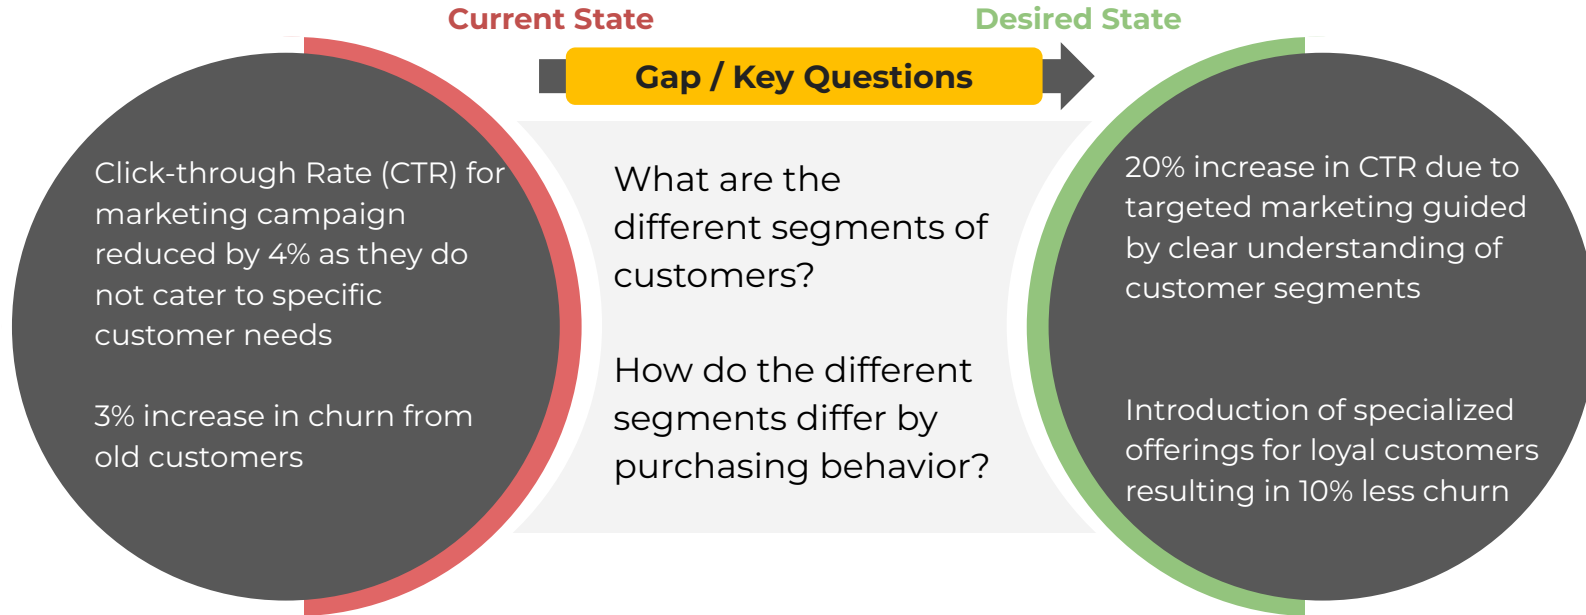 Current State
Desired State
Gap / Key Questions
Click-through Rate (CTR) for
marketing campaign
reduced by 4% as they do
not cater to specific
customer needs
3% increase in churn from
old customers
What are the
different segments of
customers?
How do the different
segments differ by
purchasing behavior?
20% increase in CTR due to
targeted marketing guided
by clear understanding of
customer segments
Introduction of specialized
offerings for loyal customers
resulting in 10% less churn